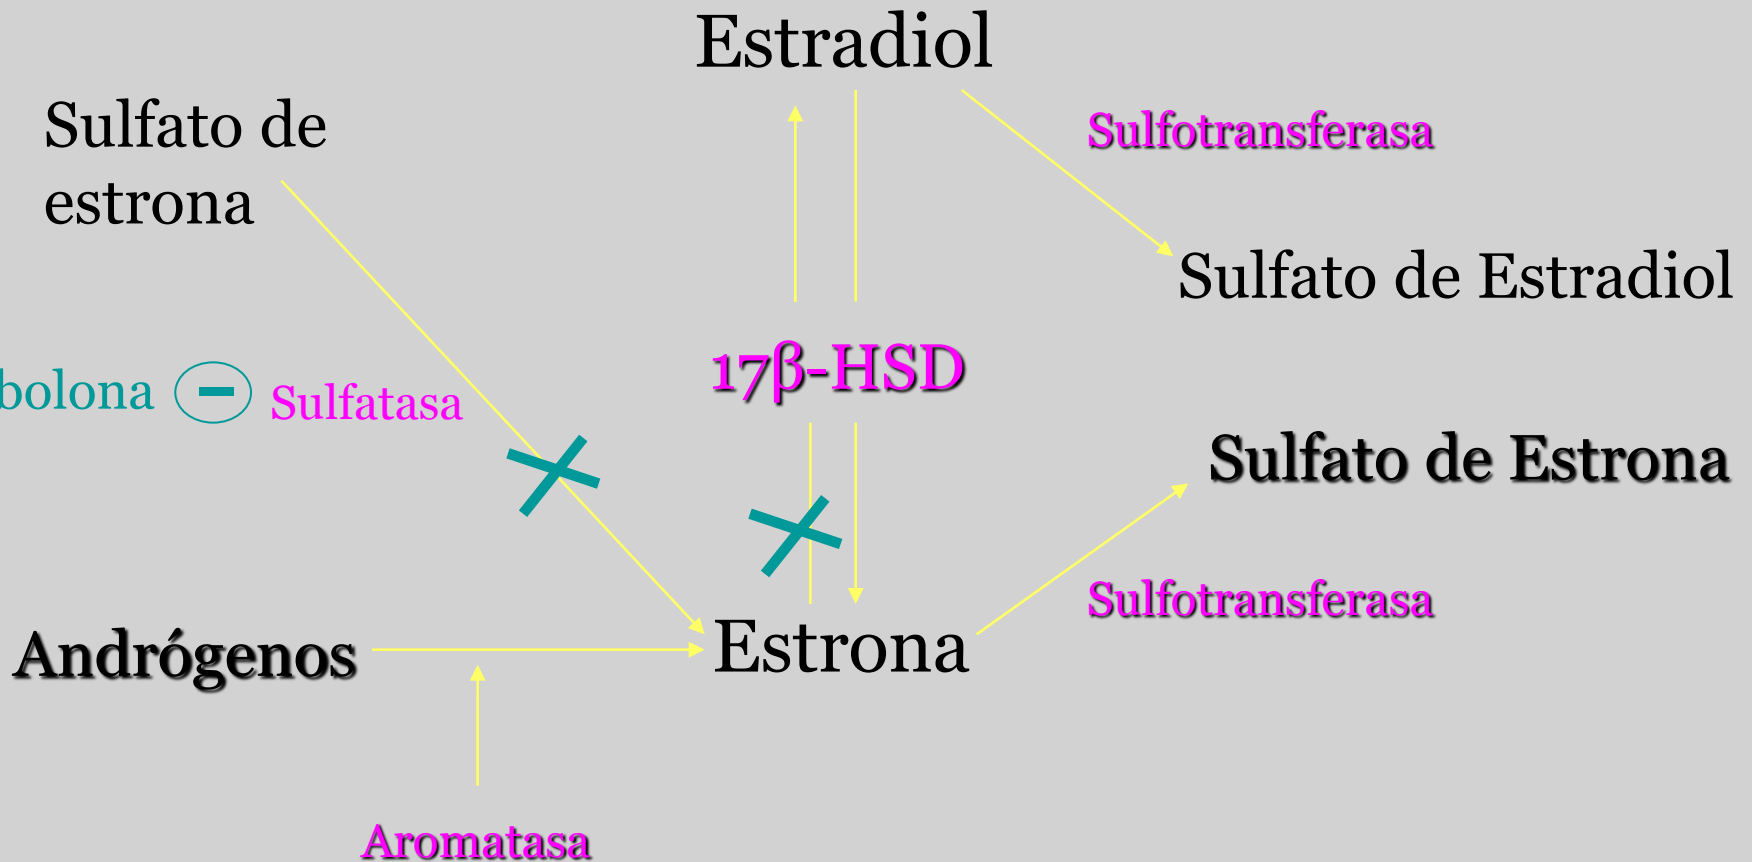 Estradiol
Sulfato de
estrona
Sulfotransferasa
Sulfato de Estradiol
17β-HSD
bolona
Sulfatasa
Sulfato de Estrona
Sulfotransferasa
Andrógenos
Estrona
Aromatasa